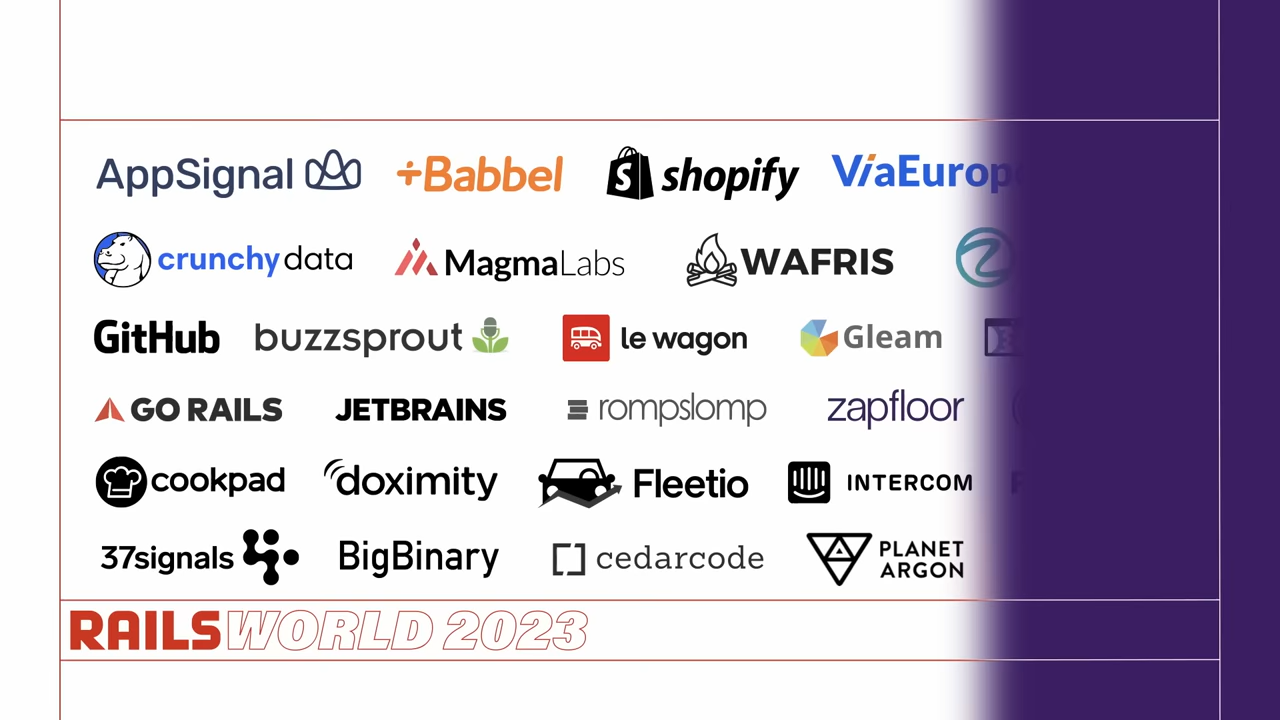 AppSignal Babbel shopify ViaEurope
crunchydata MagmaLabs WAFRIS
GitHub buzzsprout le wagon Gleam
GO RAILS JETBRAINS rompslomp zapfloor
cookpad doximity Fleetio INTERCOM
37signals BigBinary cedarcode PLANET ARGON
RAILS WORLD 2023